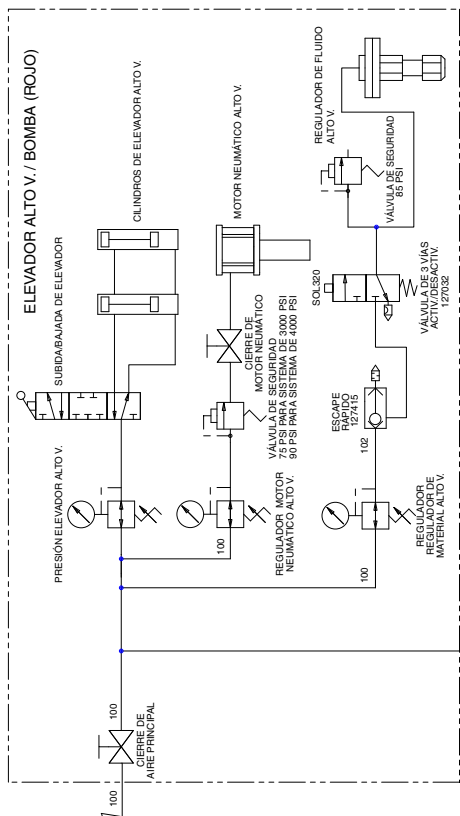 ELEVADOR ALTO V. / BOMBA (ROJO)
SUBIDA/BAJADA DE ELEVADOR
CILINDROS DE ELEVADOR ALTO V.
PRESIÓN ELEVADOR ALTO V.
MOTOR NEUMÁTICO ALTO V.
CIERRE DE
MOTOR NEUMÁTICO
VÁLVULA DE SEGURIDAD
75 PSI PARA SISTEMA DE 3000 PSI
90 PSI PARA SISTEMA DE 4000 PSI
100
REGULADOR MOTOR
NEUMÁTICO ALTO V.
REGULADOR DE FLUIDO
ALTO V.
VÁLVULA DE SEGURIDAD
85 PSI
SOL320
VÁLVULA DE 3 VÍAS
ACTIV./DESACTIV.
127032
ESCAPE
RÁPIDO
127415
102
100
REGULADOR
REGULADOR DE
MATERIAL ALTO V.
100
CIERRE DE
AIRE PRINCIPAL
100